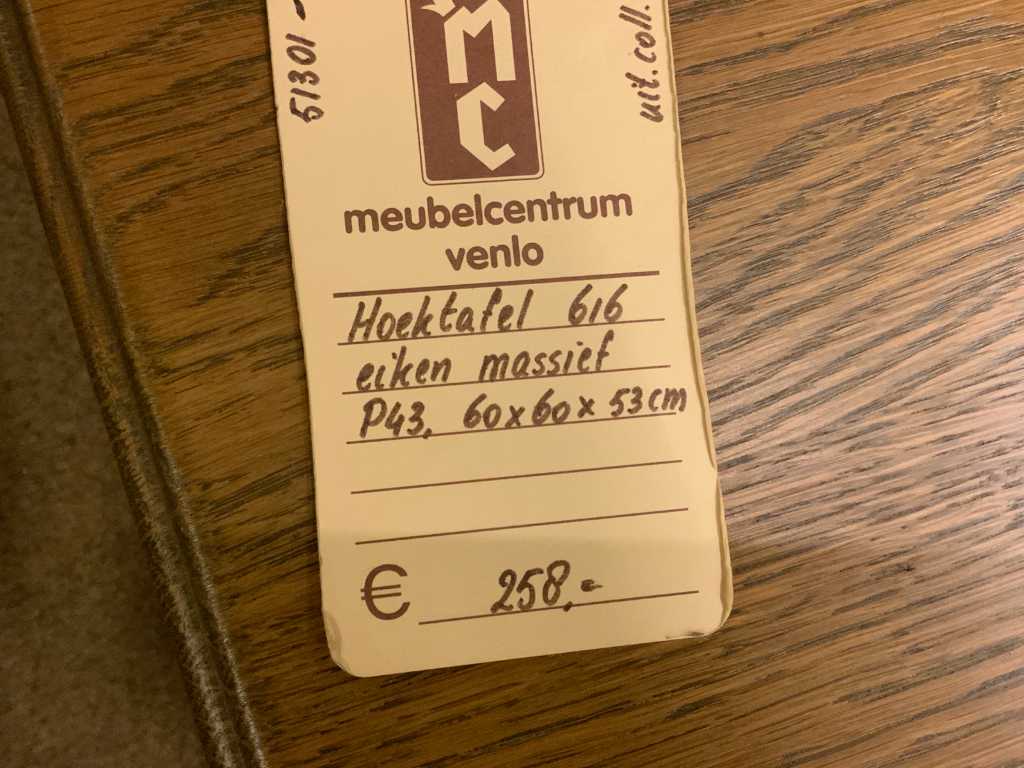 51301 -
uit.coll.
MC
meubelcentrum
venlo
Hoektafel 616
eiken massief
P43, 60x60x53cm
€ 258,-